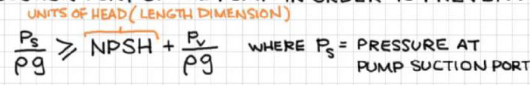 UNITS OF HEAD (LENGTH DIMENSION)
Ps/ρg ≥ NPSH + Pv/ρg WHERE Ps = PRESSURE AT
PUMP SUCTION PORT